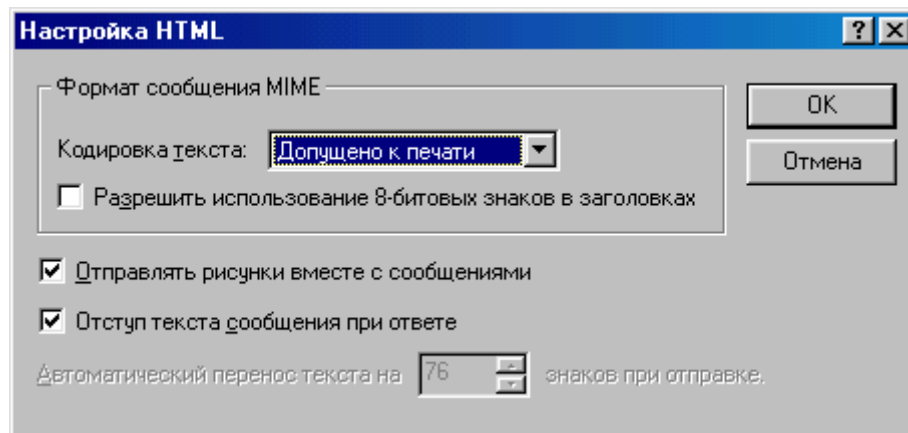 Настройка HTML
Формат сообщения MIME
OK
Кодировка текста: Допущено к печати
Отмена
Разрешить использование 8-битовых знаков в заголовках
Отправлять рисунки вместе с сообщениями
Отступ текста сообщения при ответе
Автоматический перенос текста на 76 знаков при отправке.